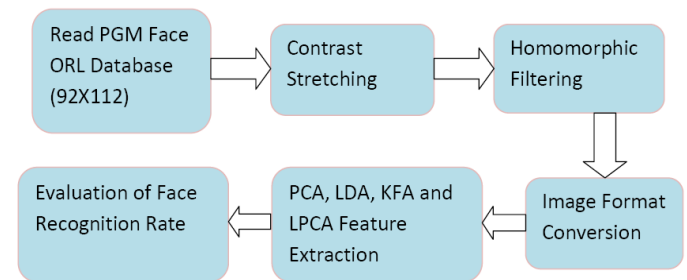 Read PGM Face
ORL Database
(92X112)
Contrast
Stretching
Homomorphic
Filtering
Image Format
Conversion
PCA, LDA, KFA and
LPCA Feature
Extraction
Evaluation of Face
Recognition Rate